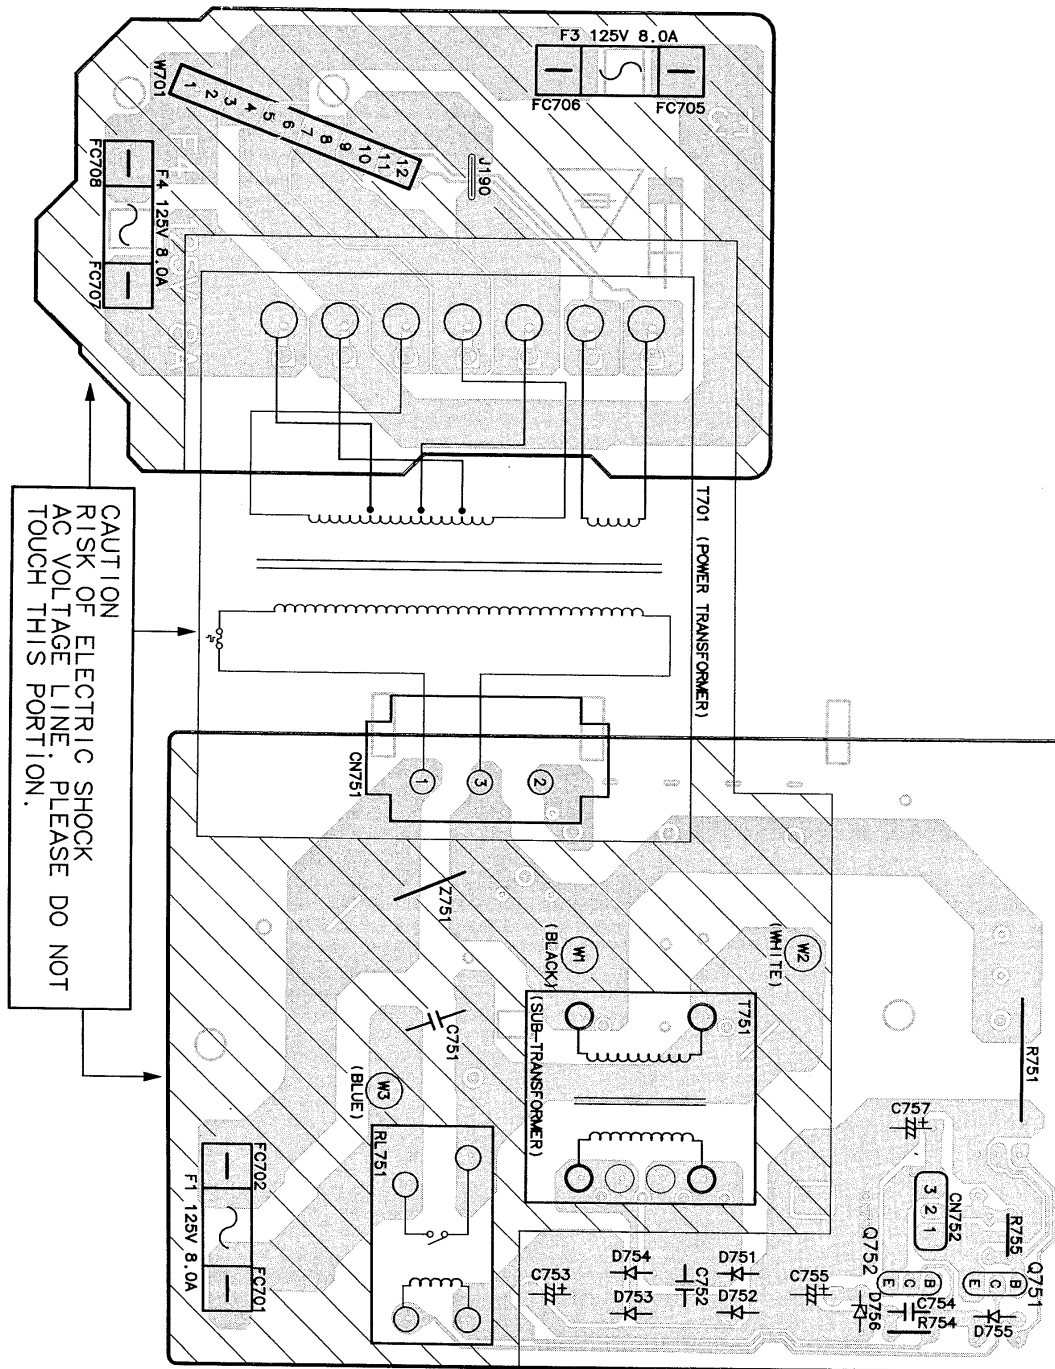 F3 125V 8.0A
FC706
FC705
W701
1 2 3 4 5 6 7 8 9 10 11 12
J190
FC708
F4 125V 8.0A
FC707
T701 (POWER TRANSFORMER)
CAUTION
RISK OF ELECTRIC SHOCK
AC VOLTAGE LINE. PLEASE DO NOT
TOUCH THIS PORTION.
CN751
1
3
2
Z751
W1
(BLACK)
W2
(WHITE)
C751
T751
(SUB-TRANSFORMER)
R751
W3
(BLUE)
RL751
C757
CN752
3 2 1
R755
FC702
F1 125V 8.0A
FC701
Q752
E C B
Q751
E C B
D754
D751
C753
C752
C755
D753
D752
D756
C754
R754
D755